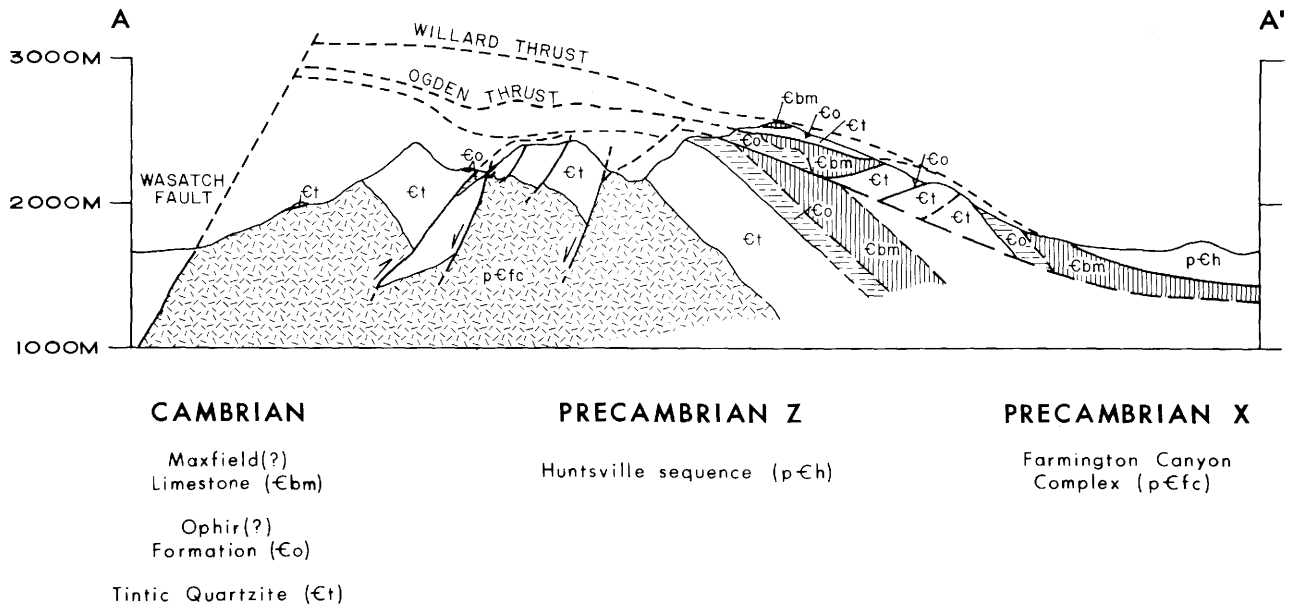 A
A'
WILLARD THRUST
3000M
OGDEN THRUST
€bm
€o
€t
€o
€bm
€o
€o
€t
€t
WASATCH
FAULT
€t
€t
€t
€t
2000M
€o
€t
€o
€bm
€bm
p€h
p€fc
1000M
CAMBRIAN
Maxfield(?)
Limestone (€bm)
Ophir(?)
Formation (€o)
Tintic Quartzite (€t)
PRECAMBRIAN Z
Huntsville sequence (p€h)
PRECAMBRIAN X
Farmington Canyon
Complex (p€fc)